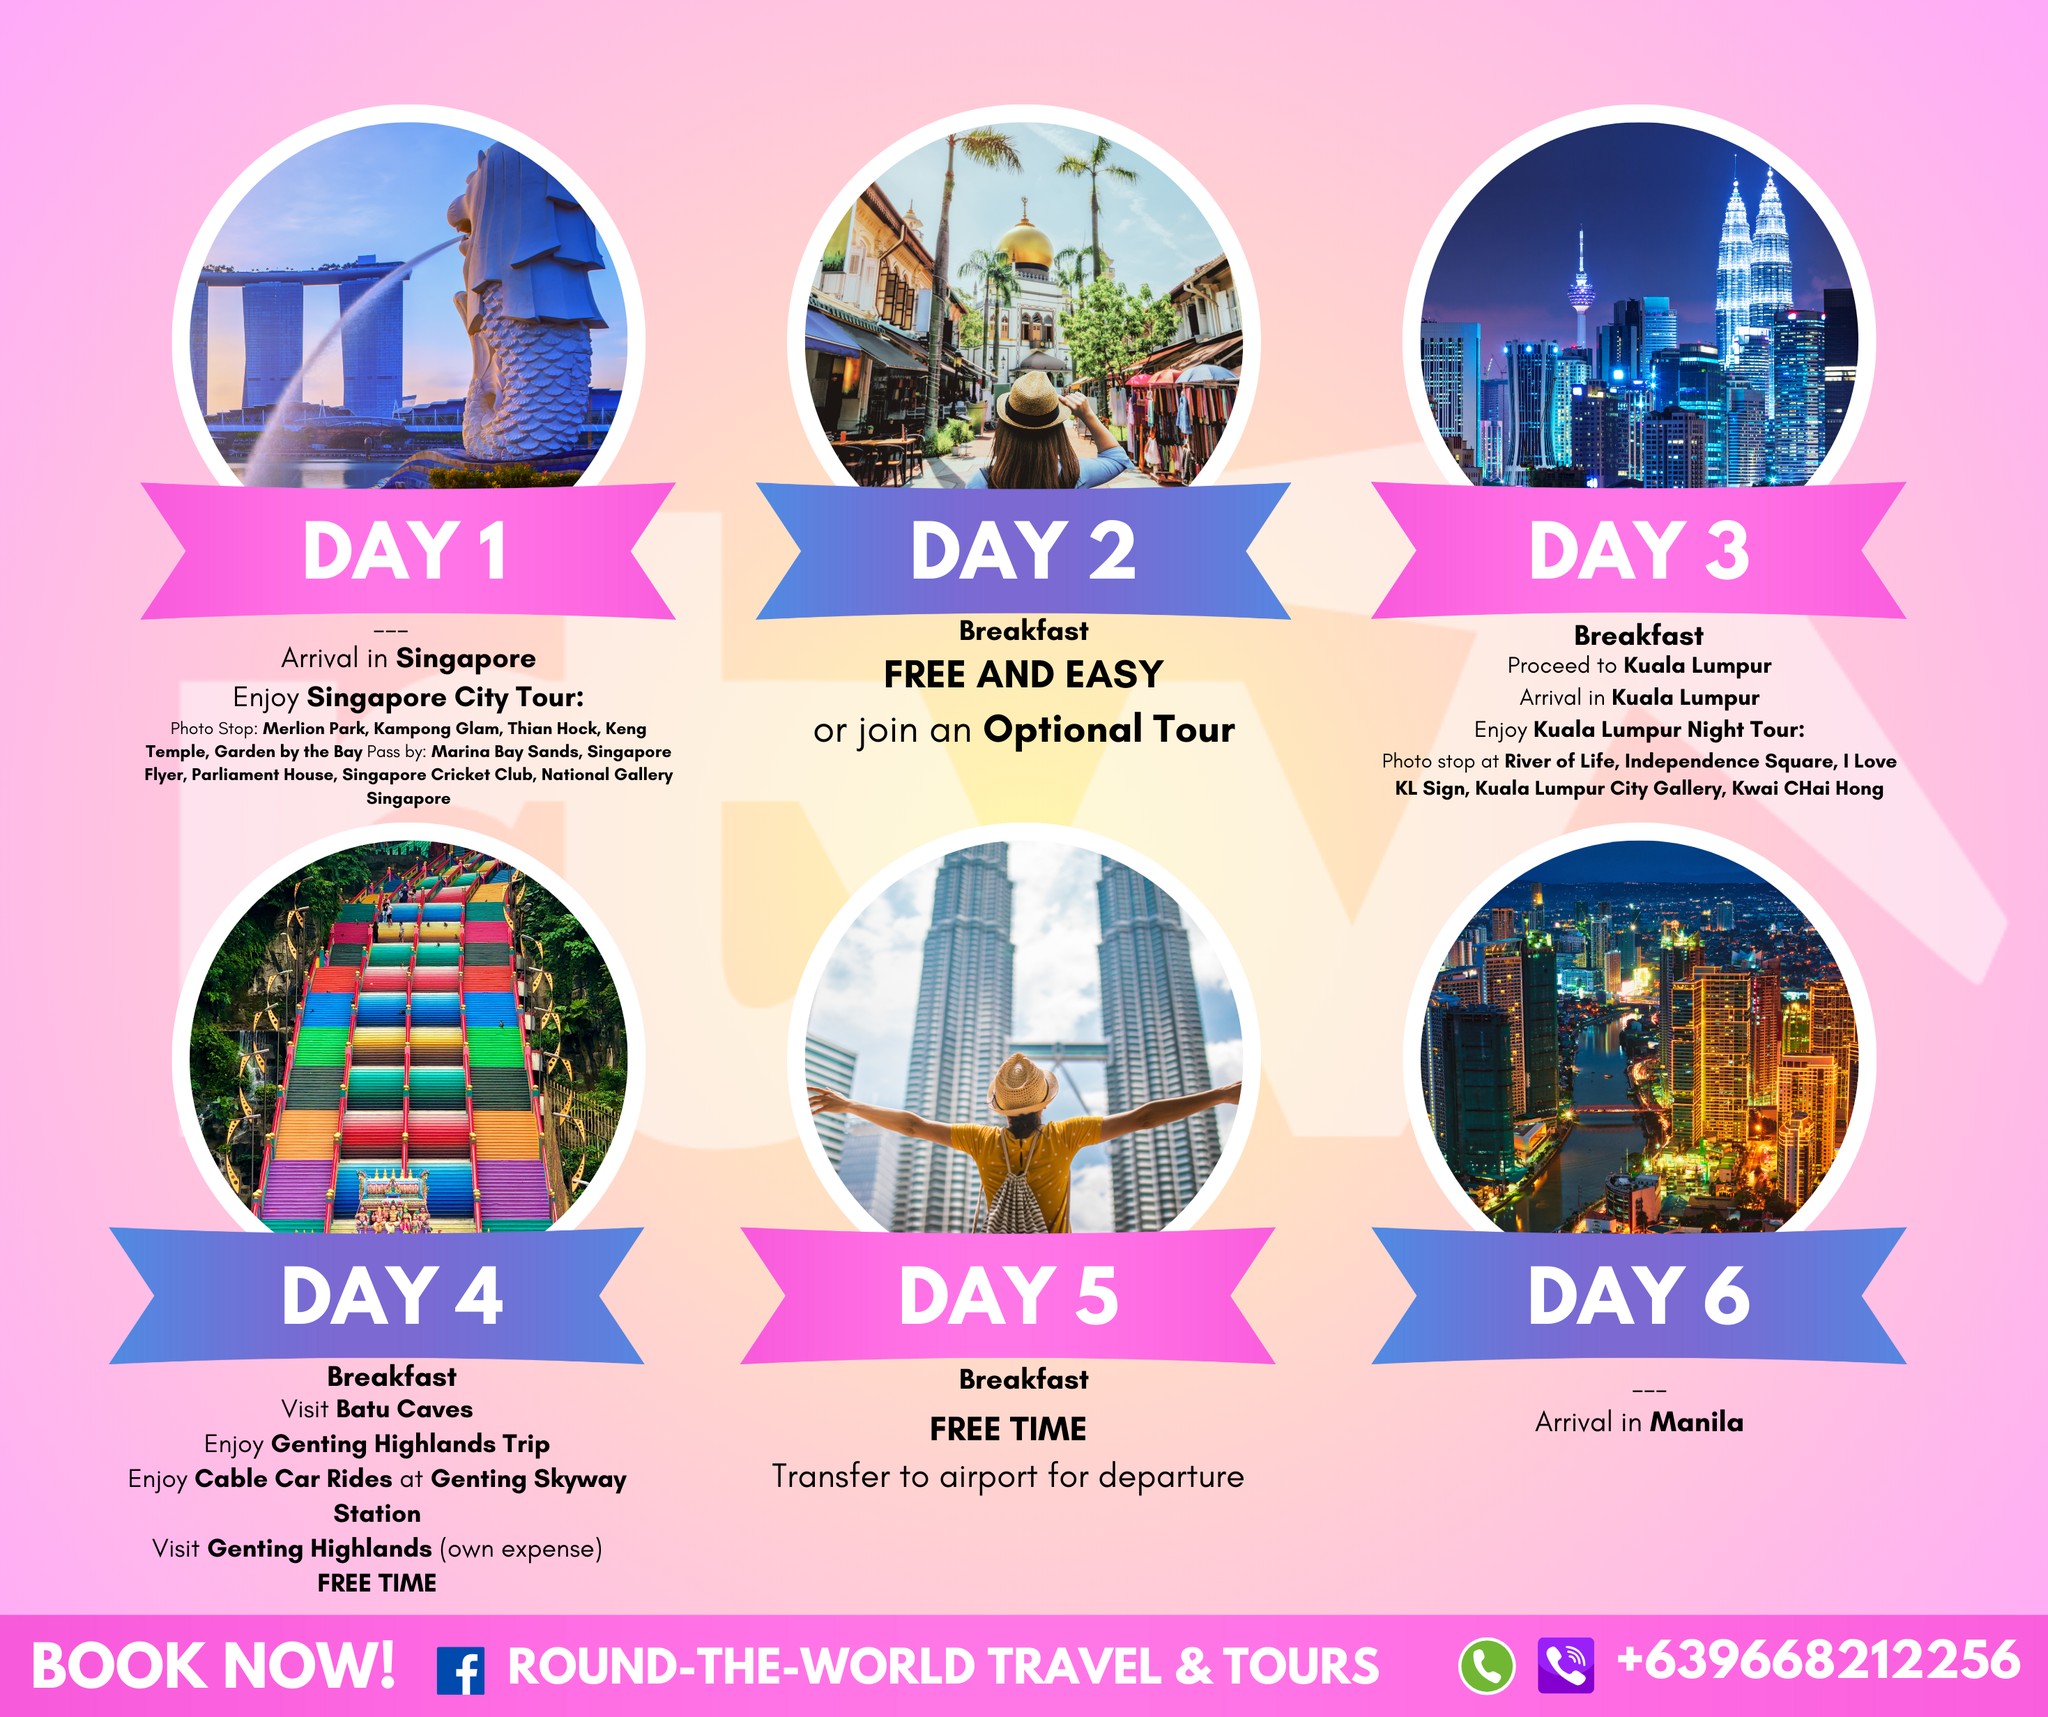 DAY 1
---
Arrival in Singapore
Enjoy Singapore City Tour:
Photo Stop: Merlion Park, Kampong Glam, Thian Hock, Keng
Temple, Garden by the Bay Pass by: Marina Bay Sands, Singapore
Flyer, Parliament House, Singapore Cricket Club, National Gallery
Singapore
DAY 2
Breakfast
FREE AND EASY
or join an Optional Tour
DAY 3
Breakfast
Proceed to Kuala Lumpur
Arrival in Kuala Lumpur
Enjoy Kuala Lumpur Night Tour:
Photo stop at River of Life, Independence Square, I Love
KL Sign, Kuala Lumpur City Gallery, Kwai CHai Hong
DAY 4
Breakfast
Visit Batu Caves
Enjoy Genting Highlands Trip
Enjoy Cable Car Rides at Genting Skyway
Station
Visit Genting Highlands (own expense)
FREE TIME
DAY 5
Breakfast
FREE TIME
Transfer to airport for departure
DAY 6
---
Arrival in Manila
BOOK NOW! f ROUND-THE-WORLD TRAVEL & TOURS +639668212256